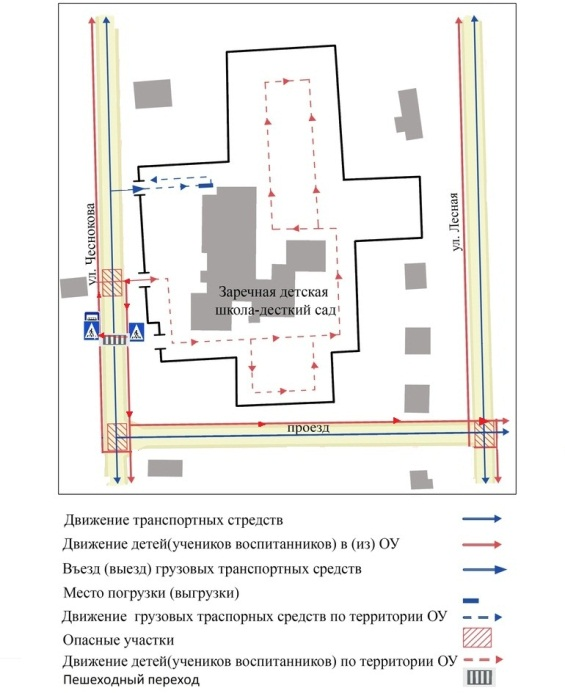 ул. Чеснокова
ул. Лесная
Заречная детская
школа-десткий сад
проезд
Движение транспортных стредств
Движение детей(учеников воспитанников) в (из) ОУ
Въезд (выезд) грузовых транспортных средств
Место погрузки (выгрузки)
Движение грузовых траспорных средств по территории ОУ
Опасные участки
Движение детей(учеников воспитанников) по территории ОУ
Пешеходный переход